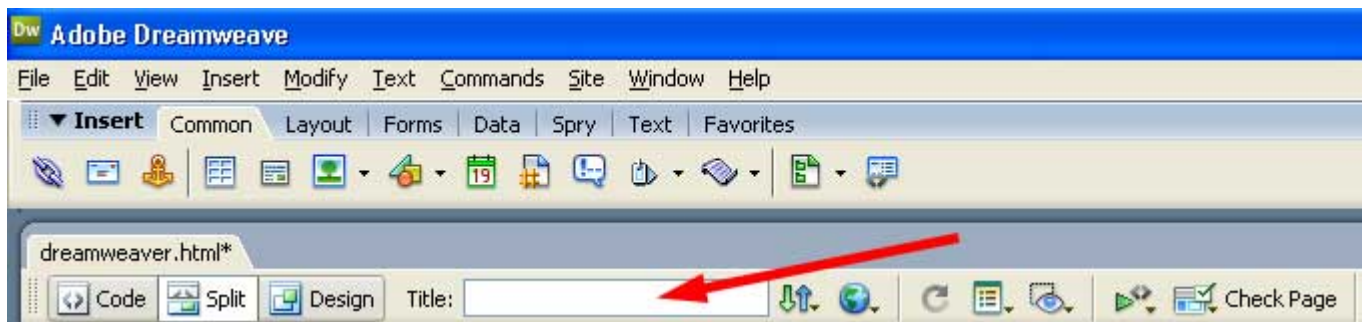 Dw Adobe Dreamweave
File Edit View Insert Modify Text Commands Site Window Help
▼ Insert Common Layout Forms Data Spry Text Favorites
19
dreamweaver.html*
Code Split Design Title: Check Page